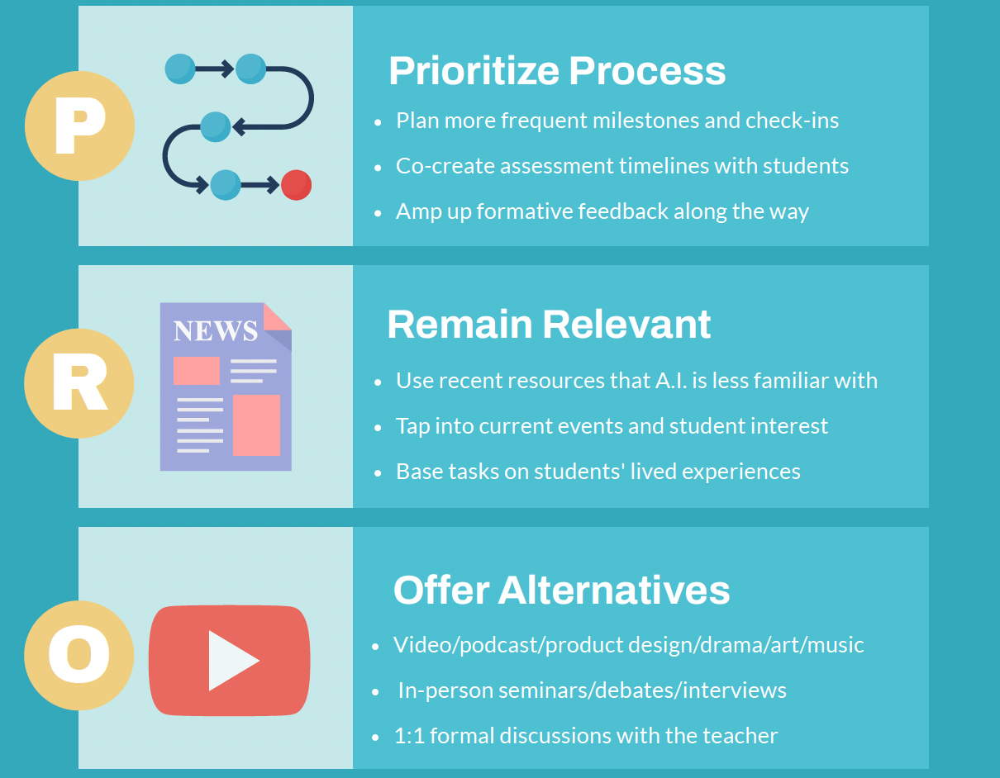 P
Prioritize Process
• Plan more frequent milestones and check-ins
• Co-create assessment timelines with students
• Amp up formative feedback along the way
R
NEWS
Remain Relevant
• Use recent resources that A.I. is less familiar with
• Tap into current events and student interest
• Base tasks on students' lived experiences
O
Offer Alternatives
• Video/podcast/product design/drama/art/music
• In-person seminars/debates/interviews
• 1:1 formal discussions with the teacher